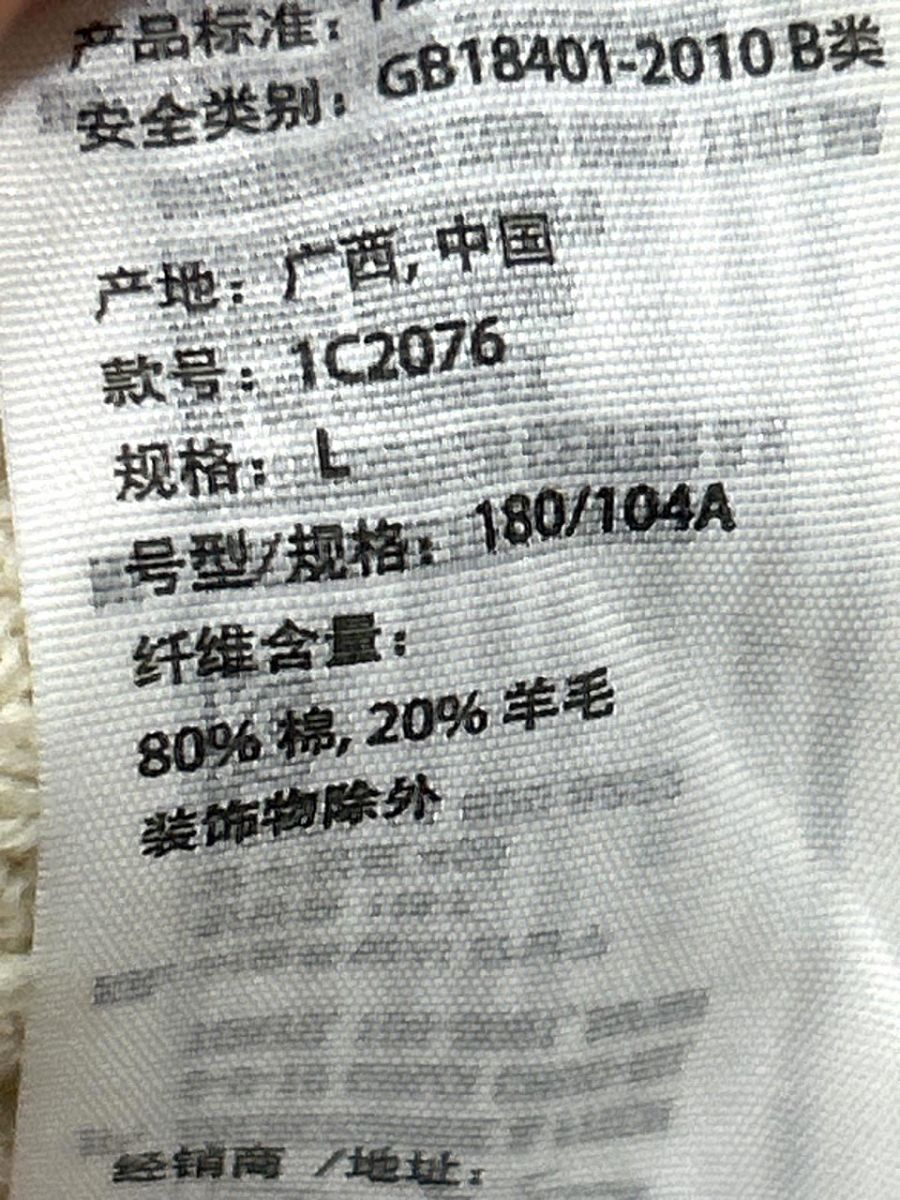 产品标准：
安全类别：GB18401-2010 B类
产地：广西, 中国
款号：1C2076
规格：L
号型/规格：180/104A
纤维含量：
80% 棉, 20% 羊毛
装饰物除外
经销商 /地址：